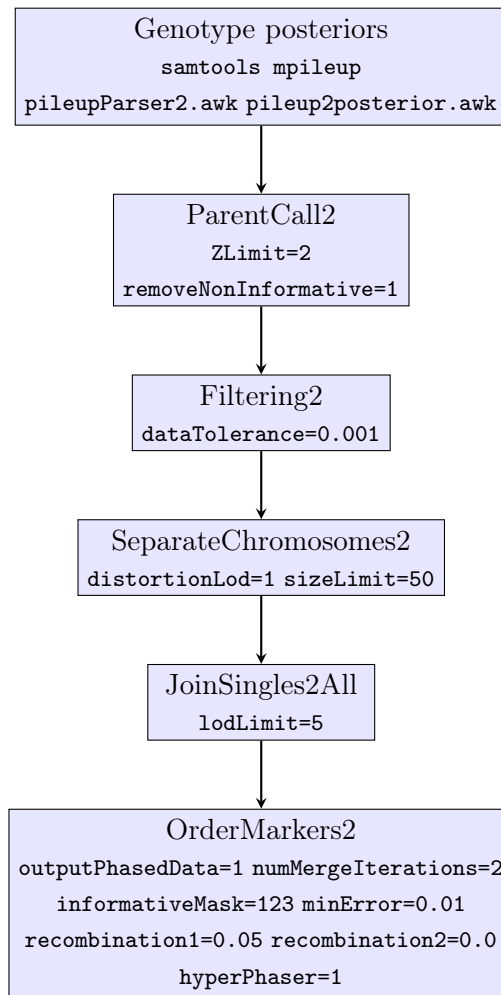 Genotype posteriors
samtools mpileup
pileupParser2.awk pileup2posterior.awk
ParentCall2
ZLimit=2
removeNonInformative=1
Filtering2
dataTolerance=0.001
SeparateChromosomes2
distortionLod=1 sizeLimit=50
JoinSingles2All
lodLimit=5
OrderMarkers2
outputPhasedData=1 numMergeIterations=2
informativeMask=123 minError=0.01
recombination1=0.05 recombination2=0.0
hyperPhaser=1